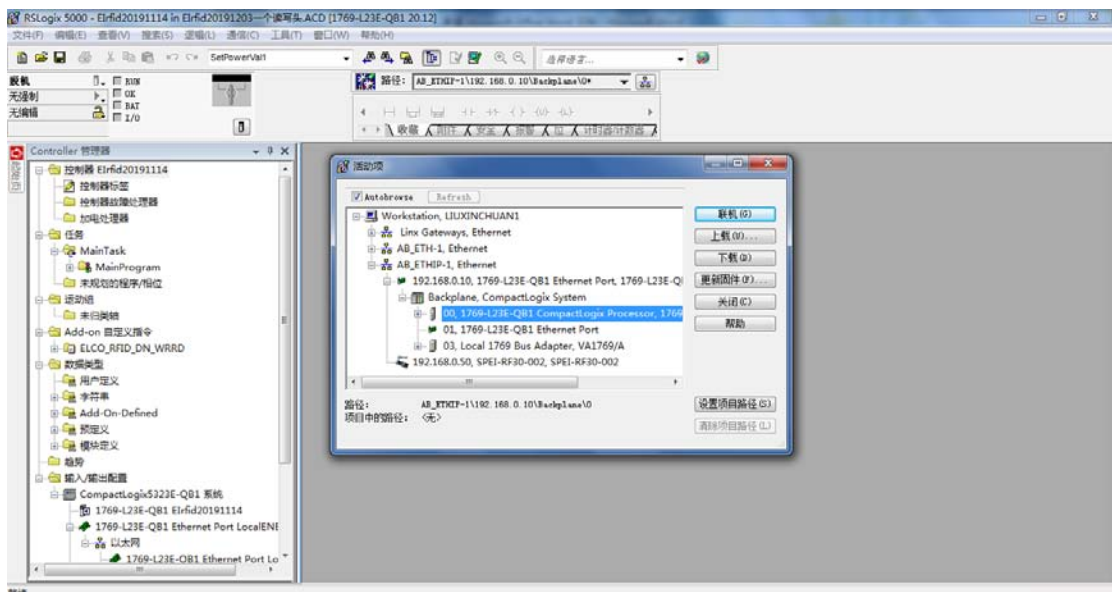 RSLogix 5000 - EIrfid20191114 in EIrfid20191203一个读写头.ACD [1769-L23E-QB1 20.12]
文件(F) 编辑(E) 查看(V) 搜索(S) 逻辑(L) 通信(C) 工具(T) 窗口(W) 帮助(H)
SetPowerVal1
选择语言...
脱机
RUN
无强制
OK
BAT
无编辑
I/O
路径: AB_ETHIP-1\192.168.0.10\Backplane\0*
收藏 附件 安全 报警 位 计时器/计数器
Controller 管理器
控制器 EIrfid20191114
控制器标签
控制器故障处理器
加电处理器
任务
MainTask
MainProgram
未规划的程序/相位
运动组
未归类轴
Add-on 自定义指令
ELCO_RFID_DN_WRRD
数据类型
用户定义
字符串
Add-On-Defined
预定义
模块定义
趋势
输入/输出配置
CompactLogix5323E-QB1 系统
1769-L23E-QB1 EIrfid20191114
1769-L23E-QB1 Ethernet Port LocalENB
以太网
1769-L23E-QB1 Ethernet Port Lo
活动项
Autobrowse Refresh
Workstation, LIUXINCHUAN1
Linx Gateways, Ethernet
AB_ETH-1, Ethernet
AB_ETHIP-1, Ethernet
192.168.0.10, 1769-L23E-QB1 Ethernet Port, 1769-L23E-QI
Backplane, CompactLogix System
00, 1769-L23E-QB1 CompactLogix Processor, 1769
01, 1769-L23E-QB1 Ethernet Port
03, Local 1769 Bus Adapter, VA1769/A
192.168.0.50, SPEI-RF30-002, SPEI-RF30-002
联机(G)
上载(U)...
下载(D)
更新固件(F)...
关闭(C)
帮助
路径: AB_ETHIP-1\192.168.0.10\Backplane\0
项目中的路径: <无>
设置项目路径(S)
清除项目路径(L)